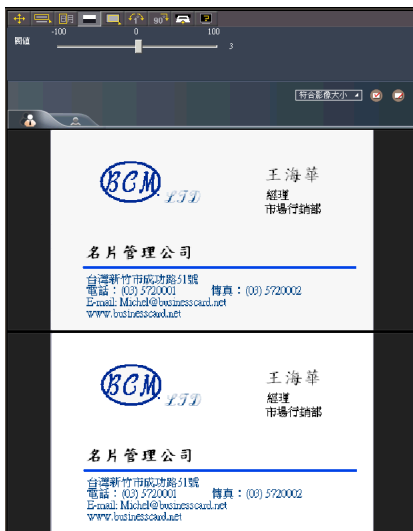 90°
-100 0 100
閥值
3
符合影像大小
BCM
LTD
王海華
經理
市場行銷部
名片管理公司
台灣新竹市成功路51號
電話：(03) 5720001 傳真：(03) 5720002
E-mail: Michel@businesscard.net
www.businesscard.net
BCM
LTD
王海華
經理
市場行銷部
名片管理公司
台灣新竹市成功路51號
電話：(03) 5720001 傳真：(03) 5720002
E-mail: Michel@businesscard.net
www.businesscard.net